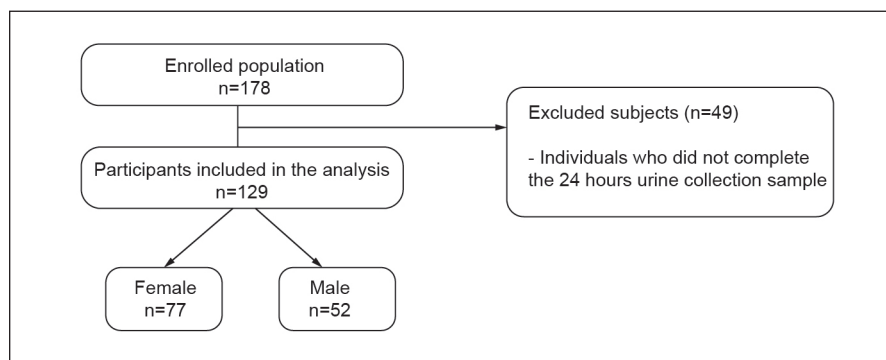 Enrolled population
n=178
Excluded subjects (n=49)
- Individuals who did not complete
the 24 hours urine collection sample
Participants included in the analysis
n=129
Female
n=77
Male
n=52